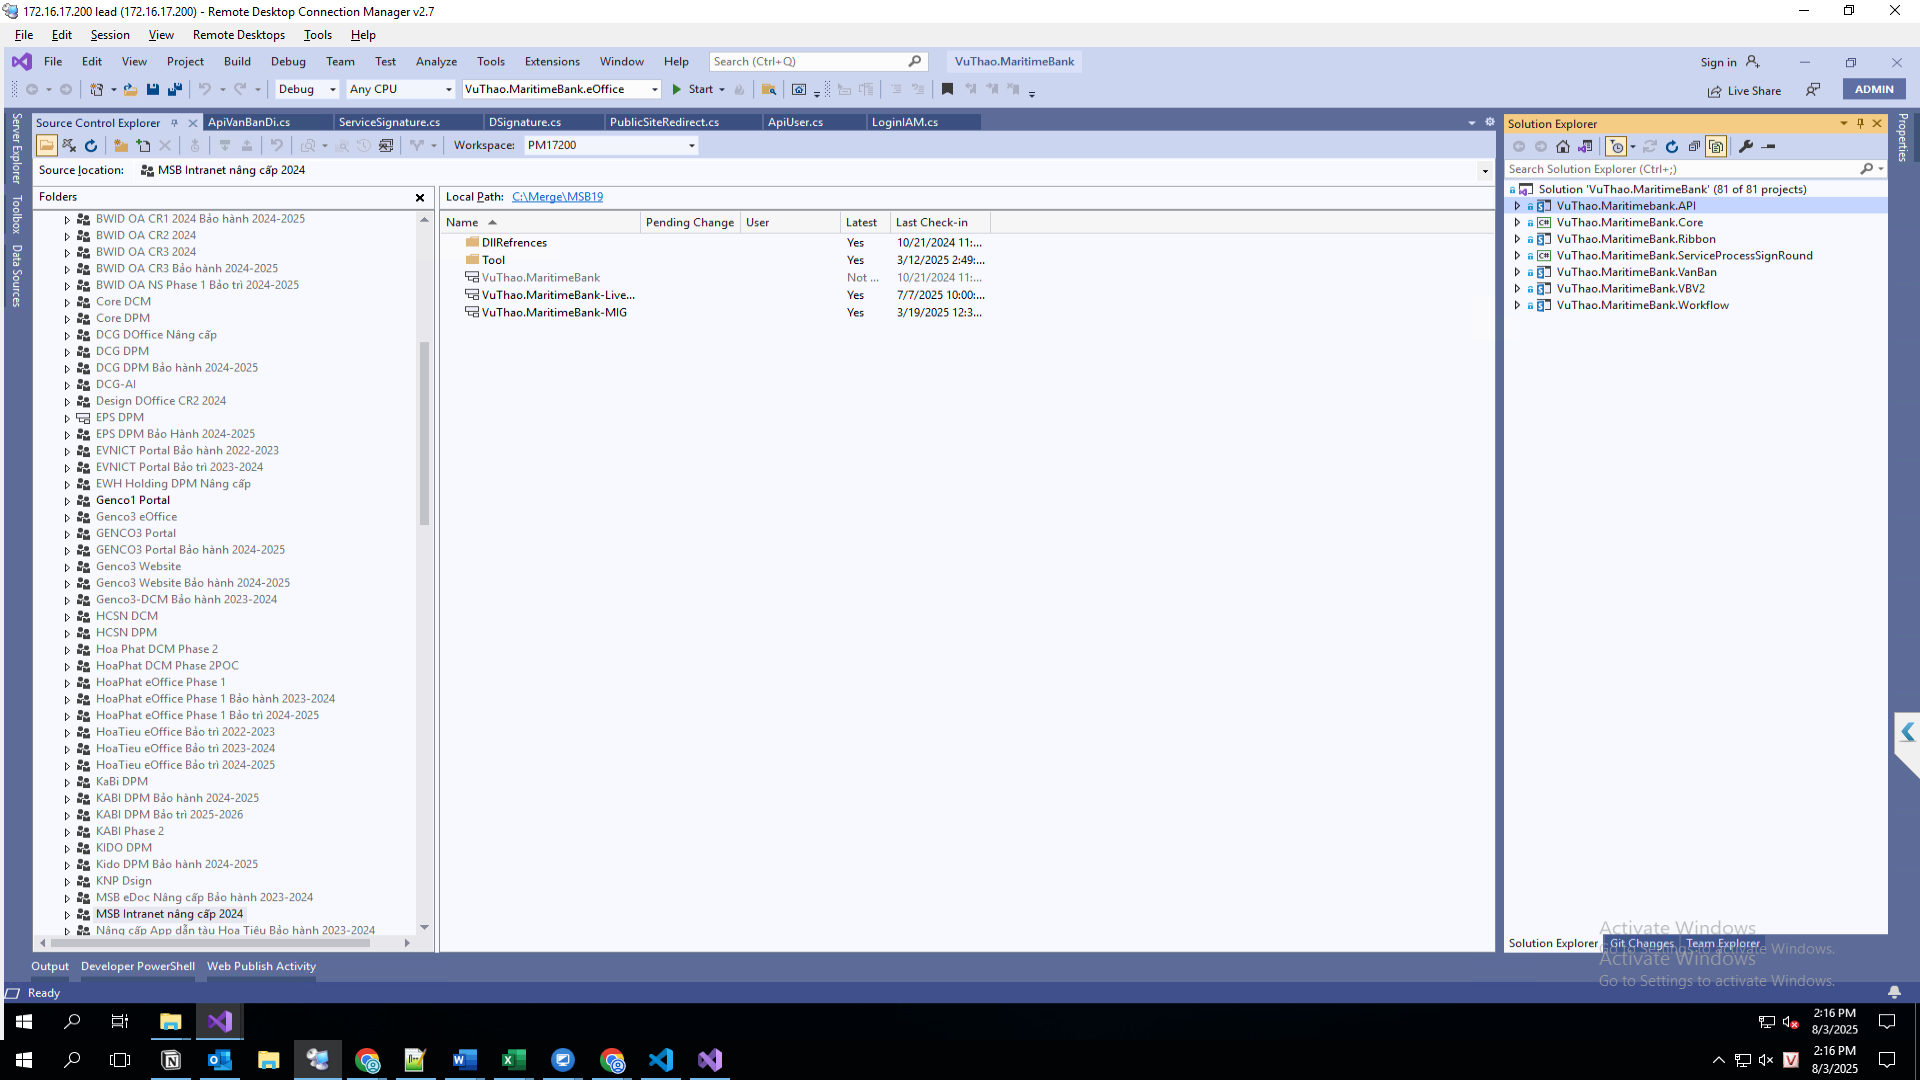 172.16.17.200 lead (172.16.17.200) - Remote Desktop Connection Manager v2.7
File Edit Session View Remote Desktops Tools Help
File Edit View Project Build Debug Team Test Analyze Tools Extensions Window Help Search (Ctrl+Q) VuThao.MaritimeBank Sign in
Debug Any CPU VuThao.MaritimeBank.eOffice Start Live Share ADMIN
Server Explorer
Toolbox
Data Sources
Source Control Explorer ApiVanBanDi.cs ServiceSignature.cs DSignature.cs PublicSiteRedirect.cs ApiUser.cs LoginIAM.cs
Workspace: PM17200
Source location: MSB Intranet nâng cấp 2024
Folders
BWID OA CR1 2024 Bảo hành 2024-2025
BWID OA CR2 2024
BWID OA CR3 2024
BWID OA CR3 Bảo hành 2024-2025
BWID OA NS Phase 1 Bảo trì 2024-2025
Core DCM
Core DPM
DCG DOffice Nâng cấp
DCG DPM
DCG DPM Bảo hành 2024-2025
DCG-AI
Design DOffice CR2 2024
EPS DPM
EPS DPM Bảo Hành 2024-2025
EVNICT Portal Bảo hành 2022-2023
EVNICT Portal Bảo trì 2023-2024
EWH Holding DPM Nâng cấp
Genco1 Portal
Genco3 eOffice
GENCO3 Portal
GENCO3 Portal Bảo hành 2024-2025
Genco3 Website
Genco3 Website Bảo hành 2024-2025
Genco3-DCM Bảo hành 2023-2024
HCSN DCM
HCSN DPM
Hoa Phat DCM Phase 2
HoaPhat DCM Phase 2POC
HoaPhat eOffice Phase 1
HoaPhat eOffice Phase 1 Bảo hành 2023-2024
HoaPhat eOffice Phase 1 Bảo trì 2024-2025
HoaTieu eOffice Bảo trì 2022-2023
HoaTieu eOffice Bảo trì 2023-2024
HoaTieu eOffice Bảo trì 2024-2025
KaBi DPM
KABI DPM Bảo hành 2024-2025
KABI DPM Bảo trì 2025-2026
KABI Phase 2
KIDO DPM
Kido DPM Bảo hành 2024-2025
KNP Dsign
MSB eDoc Nâng cấp Bảo hành 2023-2024
MSB Intranet nâng cấp 2024
Nâng cấp App dẫn tàu Hoa Tiêu Bảo hành 2023-2024
Local Path: C:\Merge\MSB19
Name Pending Change User Latest Last Check-in
DllRefrences Yes 10/21/2024 11:...
Tool Yes 3/12/2025 2:49:...
VuThao.MaritimeBank Not ... 10/21/2024 11:...
VuThao.MaritimeBank-Live... Yes 7/7/2025 10:00:...
VuThao.MaritimeBank-MIG Yes 3/19/2025 12:3...
Solution Explorer
Search Solution Explorer (Ctrl+;)
Solution 'VuThao.MaritimeBank' (81 of 81 projects)
VuThao.Maritimebank.API
VuThao.MaritimeBank.Core
VuThao.MaritimeBank.Ribbon
VuThao.MaritimeBank.ServiceProcessSignRound
VuThao.MaritimeBank.VanBan
VuThao.MaritimeBank.VBV2
VuThao.MaritimeBank.Workflow
Properties
Solution Explorer Git Changes Team Explorer
Activate Windows
Go to Settings to activate Windows.
Activate Windows
Go to Settings to activate Windows.
Output Developer PowerShell Web Publish Activity
Ready
2:16 PM
8/3/2025
2:16 PM
8/3/2025